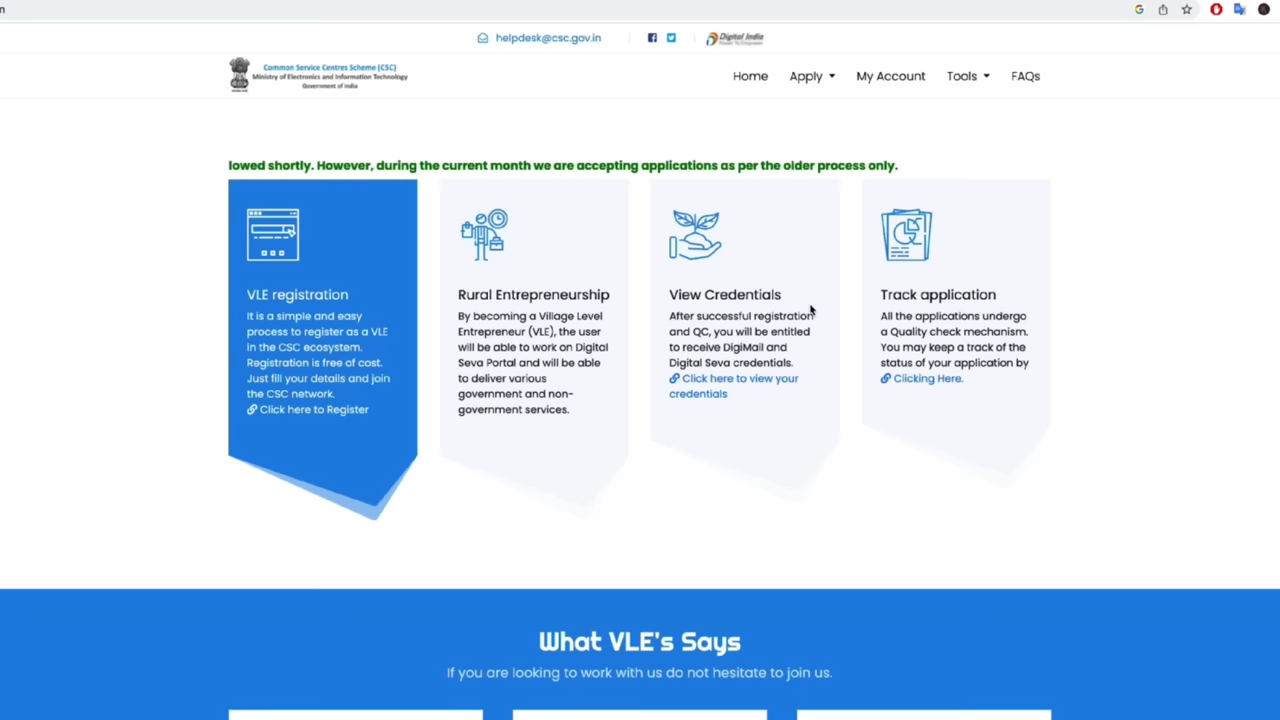 n
helpdesk@csc.gov.in
Digital India
Power To Empower
Common Service Centres Scheme (CSC)
Ministry of Electronics and Information Technology
Government of India
Home Apply My Account Tools FAQs
lowed shortly. However, during the current month we are accepting applications as per the older process only.
VLE registration
It is a simple and easy
process to register as a VLE
in the CSC ecosystem.
Registration is free of cost.
Just fill your details and join
the CSC network.
Click here to Register
Rural Entrepreneurship
By becoming a Village Level
Entrepreneur (VLE), the user
will be able to work on Digital
Seva Portal and will be able
to deliver various
government and non-
government services.
View Credentials
After successful registration
and QC, you will be entitled
to receive DigiMail and
Digital Seva credentials.
Click here to view your
credentials
Track application
All the applications undergo
a Quality check mechanism.
You may keep a track of the
status of your application by
Clicking Here.
What VLE's Says
If you are looking to work with us do not hesitate to join us.